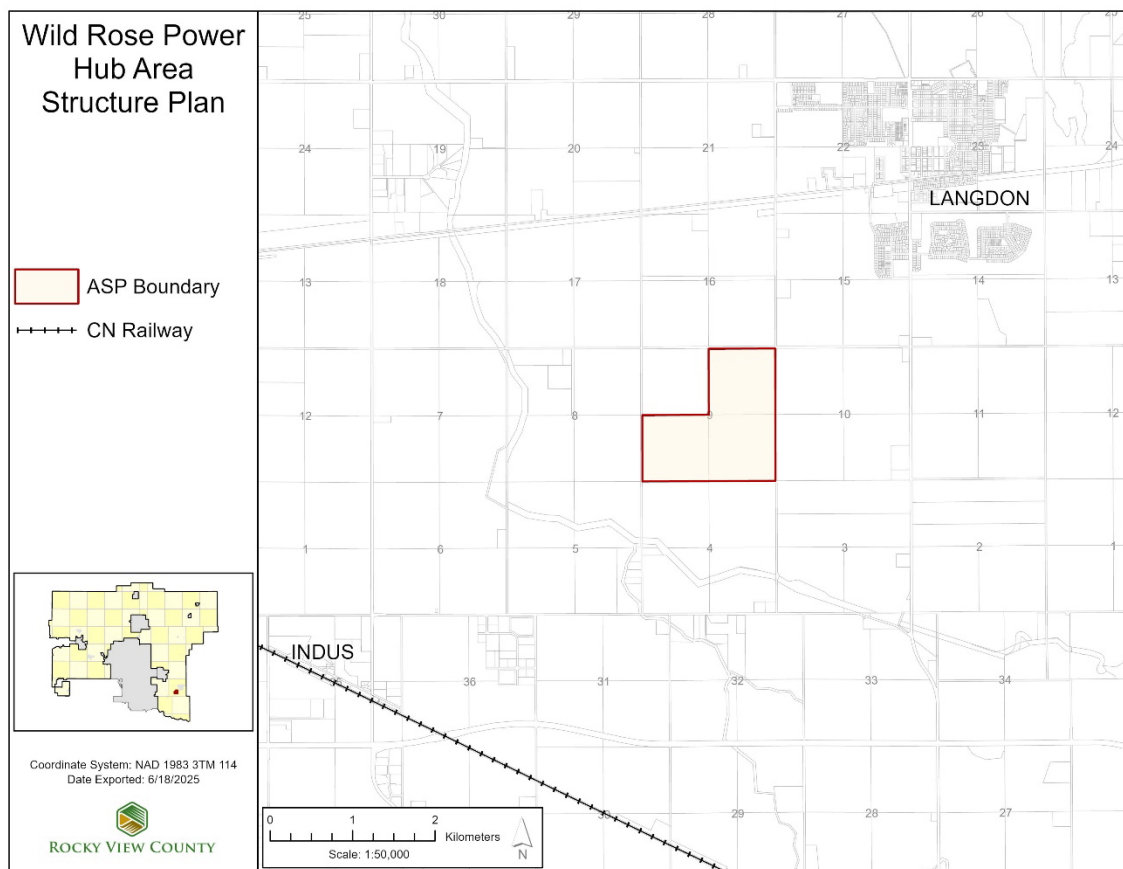 Wild Rose Power
Hub Area
Structure Plan
ASP Boundary
CN Railway
Coordinate System: NAD 1983 3TM 114
Date Exported: 6/18/2025
ROCKY VIEW COUNTY
25 30 29 28 27 26 25
24 19 20 21 22 23 24
LANGDON
13 18 17 16 15 14 13
12 7 8 9 10 11 12
1 6 5 4 3 2 1
INDUS
36 31 32 33 34
30 29 28 27
0 1 2
Kilometers
Scale: 1:50,000
N